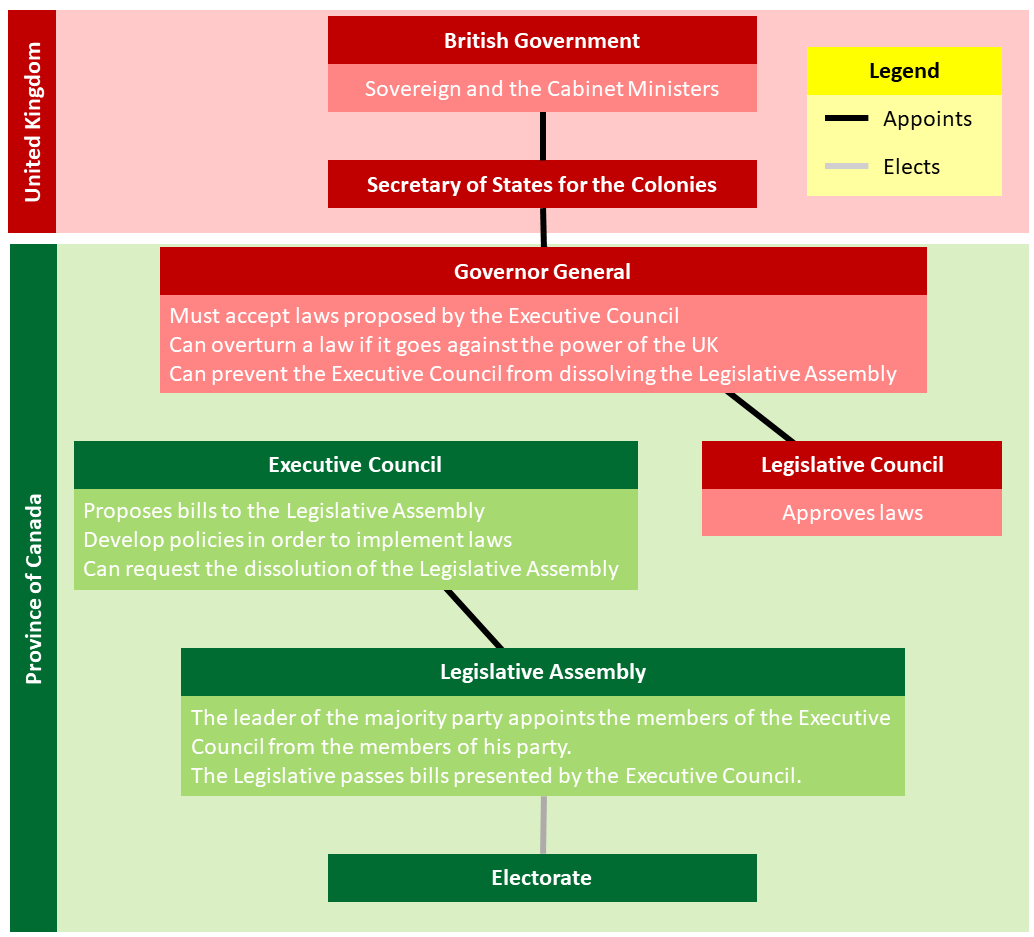 United Kingdom
British Government
Sovereign and the Cabinet Ministers
Legend
Appoints
Elects
Secretary of States for the Colonies
Province of Canada
Governor General
Must accept laws proposed by the Executive Council
Can overturn a law if it goes against the power of the UK
Can prevent the Executive Council from dissolving the Legislative Assembly
Executive Council
Proposes bills to the Legislative Assembly
Develop policies in order to implement laws
Can request the dissolution of the Legislative Assembly
Legislative Council
Approves laws
Legislative Assembly
The leader of the majority party appoints the members of the Executive
Council from the members of his party.
The Legislative passes bills presented by the Executive Council.
Electorate